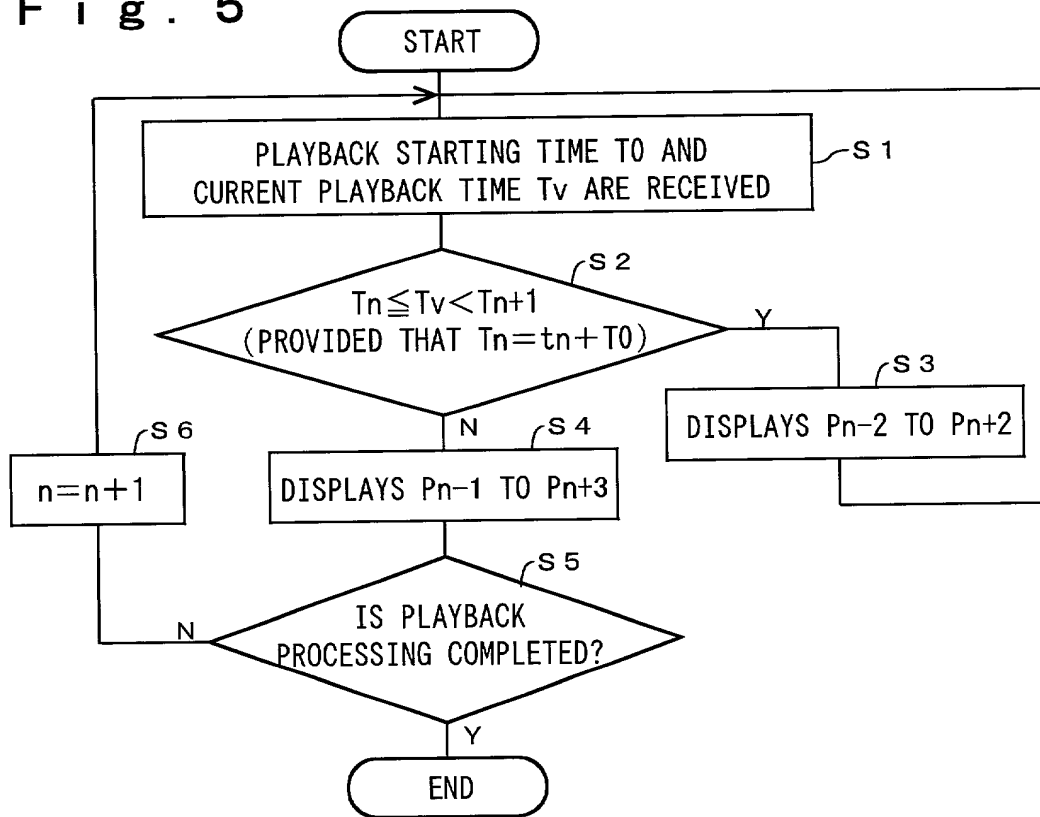 Fig. 5
START
PLAYBACK STARTING TIME T0 AND
CURRENT PLAYBACK TIME Tv ARE RECEIVED
S1
Tn≦Tv<Tn+1
(PROVIDED THAT Tn=tn+T0)
S2
Y
N
DISPLAYS Pn-2 TO Pn+2
S3
DISPLAYS Pn-1 TO Pn+3
S4
n=n+1
S6
IS PLAYBACK
PROCESSING COMPLETED?
S5
N
Y
END